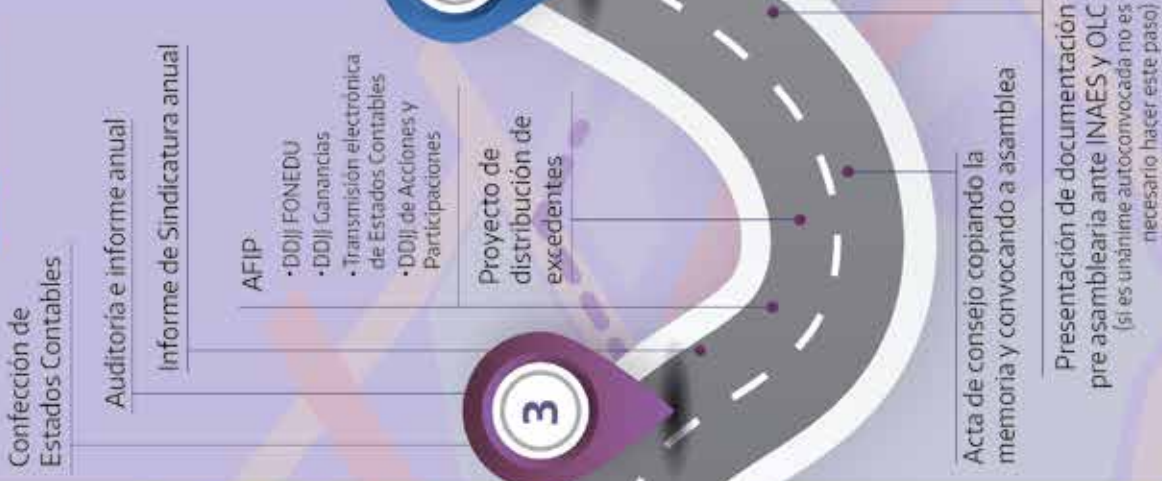 Confección de
Estados Contables
Auditoria e informe anual
Informe de Sindicatura anual
AFIP
·DDJJ FONEDU
·DDJJ Ganancias
·Transmisión electrónica
de Estados Contables
·DDJJ de Acciones y
Participaciones
Proyecto de
distribución de
excedentes
3
Acta de consejo copiando la
memoria y convocando a asamblea
Presentación de documentación
pre asamblearia ante INAES y OLC
(si es unánime autoconvocada no es
necesario hacer este paso)